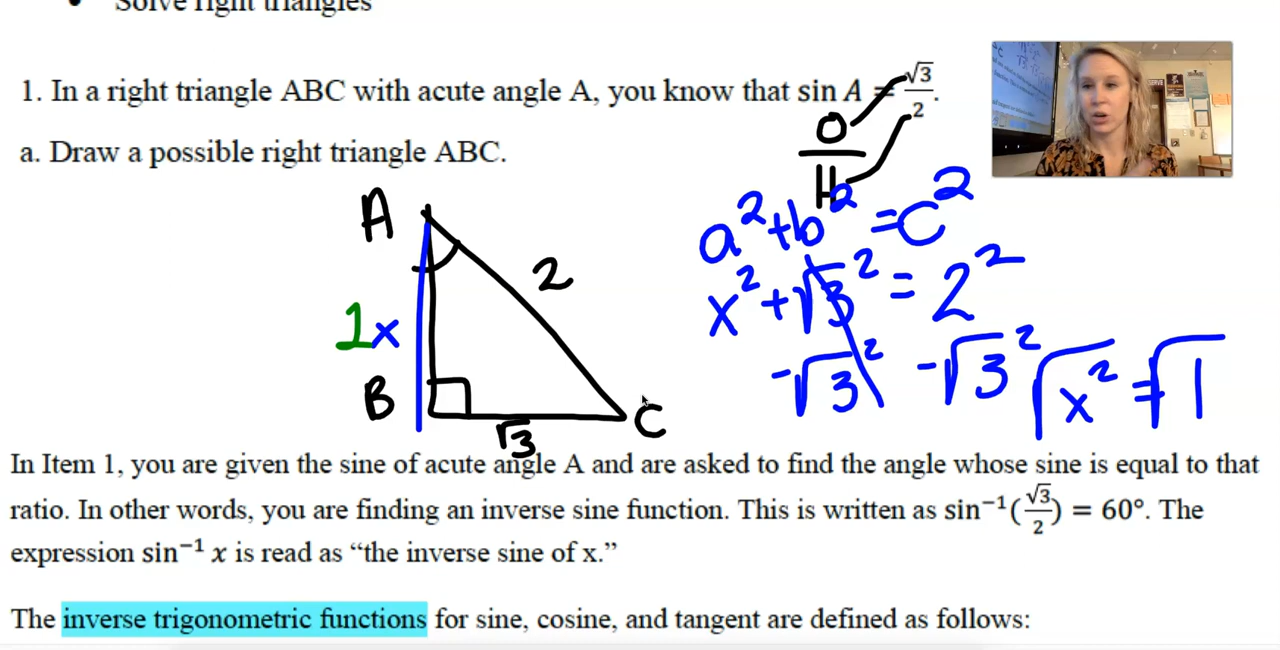 • Solve right triangles
1. In a right triangle ABC with acute angle A, you know that sin A = √3/2.
O/H
a. Draw a possible right triangle ABC.
A
2
1x
B
√3
C
a² + b² = c²
x² + √3² = 2²
-√3² -√3²
√x² = √1
In Item 1, you are given the sine of acute angle A and are asked to find the angle whose sine is equal to that
ratio. In other words, you are finding an inverse sine function. This is written as sin⁻¹(√3/2) = 60°. The
expression sin⁻¹ x is read as “the inverse sine of x.”
The inverse trigonometric functions for sine, cosine, and tangent are defined as follows: